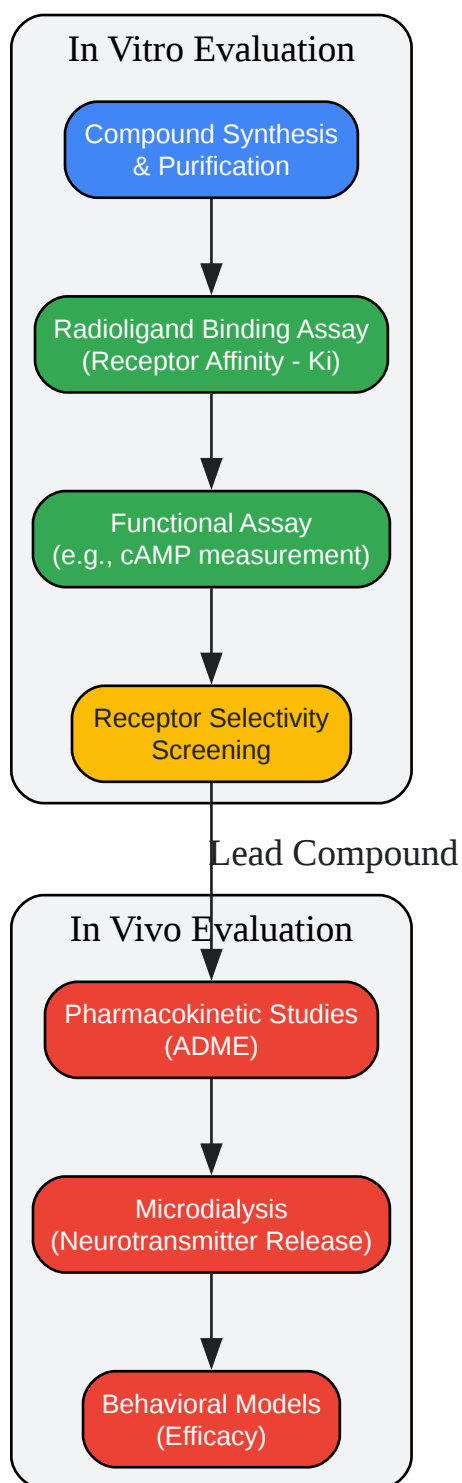 In Vitro Evaluation
Compound Synthesis
& Purification
Radioligand Binding Assay
(Receptor Affinity - Ki)
Functional Assay
(e.g., cAMP measurement)
Receptor Selectivity
Screening
Lead Compound
In Vivo Evaluation
Pharmacokinetic Studies
(ADME)
Microdialysis
(Neurotransmitter Release)
Behavioral Models
(Efficacy)